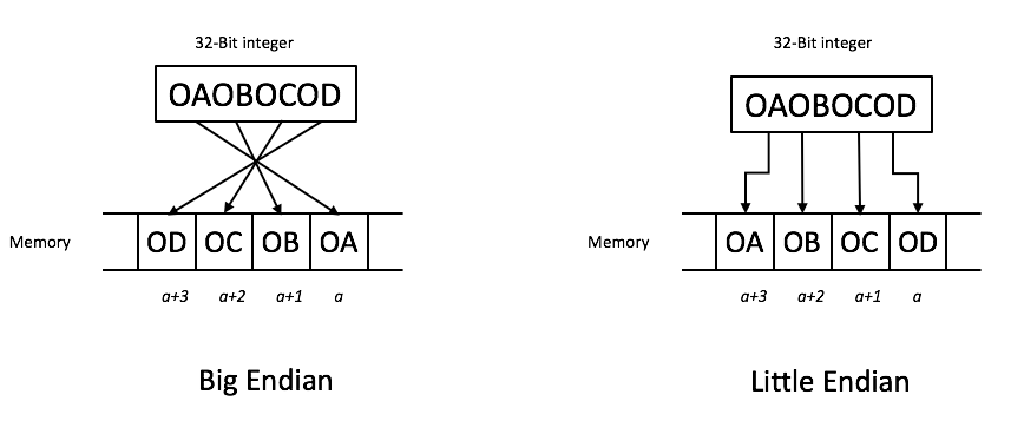 32-Bit integer
OAOBOCOD
Memory
OD OC OB OA
a+3 a+2 a+1 a
Big Endian
32-Bit integer
OAOBOCOD
Memory
OA OB OC OD
a+3 a+2 a+1 a
Little Endian